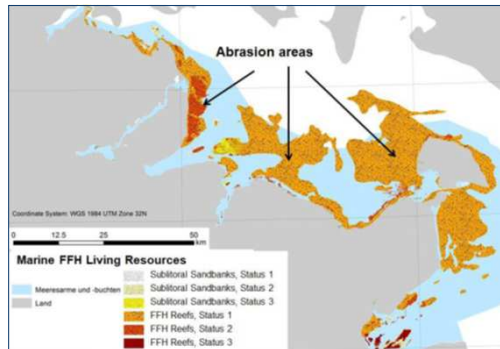 Abrasion areas
Coordinate System: WGS 1984 UTM Zone 32N
0 12.5 25 50
km
Marine FFH Living Resources
Meeresarme und -buchten
Land
Sublitoral Sandbanks, Status 1
Sublitoral Sandbanks, Status 2
Sublitoral Sandbanks, Status 3
FFH Reefs, Status 1
FFH Reefs, Status 2
FFH Reefs, Status 3